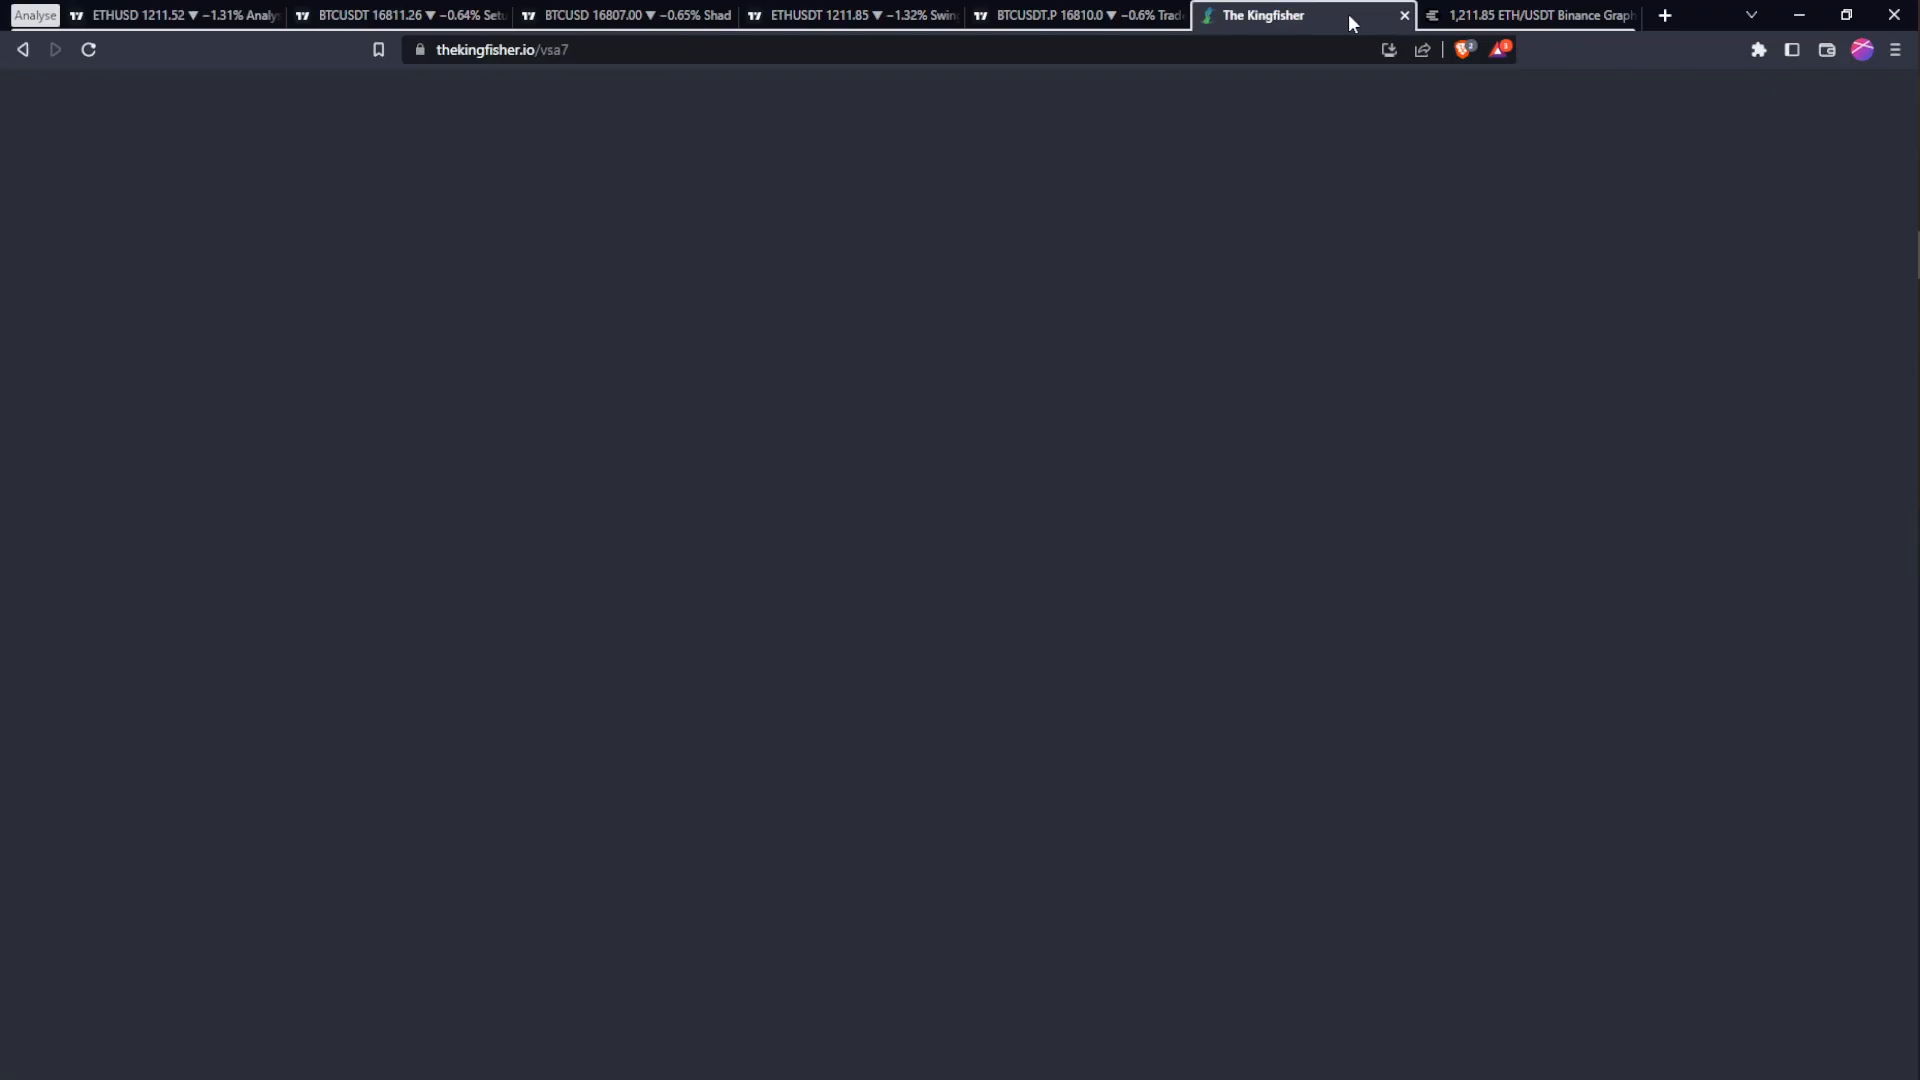 Analyse
ETHUSD 1211.52 ▼ −1.31% Analy
BTCUSDT 16811.26 ▼ −0.64% Setu
BTCUSD 16807.00 ▼ −0.65% Shad
ETHUSDT 1211.85 ▼ −1.32% Swin
BTCUSDT.P 16810.0 ▼ −0.6% Trad
The Kingfisher
1,211.85 ETH/USDT Binance Graph
thekingfisher.io/vsa7
2